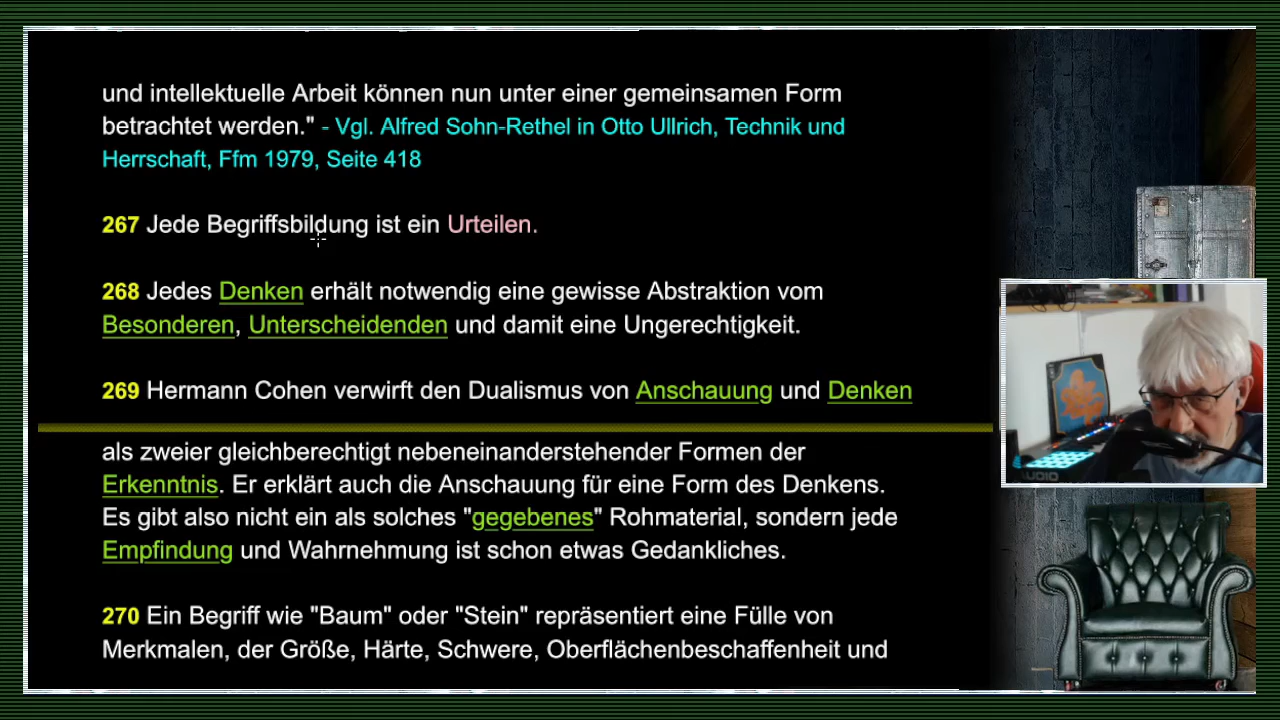 und intellektuelle Arbeit können nun unter einer gemeinsamen Form
betrachtet werden." - Vgl. Alfred Sohn-Rethel in Otto Ullrich, Technik und
Herrschaft, Ffm 1979, Seite 418
267 Jede Begriffsbildung ist ein Urteilen.
268 Jedes Denken erhält notwendig eine gewisse Abstraktion vom
Besonderen, Unterscheidenden und damit eine Ungerechtigkeit.
269 Hermann Cohen verwirft den Dualismus von Anschauung und Denken
als zweier gleichberechtigt nebeneinanderstehender Formen der
Erkenntnis. Er erklärt auch die Anschauung für eine Form des Denkens.
Es gibt also nicht ein als solches "gegebenes" Rohmaterial, sondern jede
Empfindung und Wahrnehmung ist schon etwas Gedankliches.
270 Ein Begriff wie "Baum" oder "Stein" repräsentiert eine Fülle von
Merkmalen, der Größe, Härte, Schwere, Oberflächenbeschaffenheit und